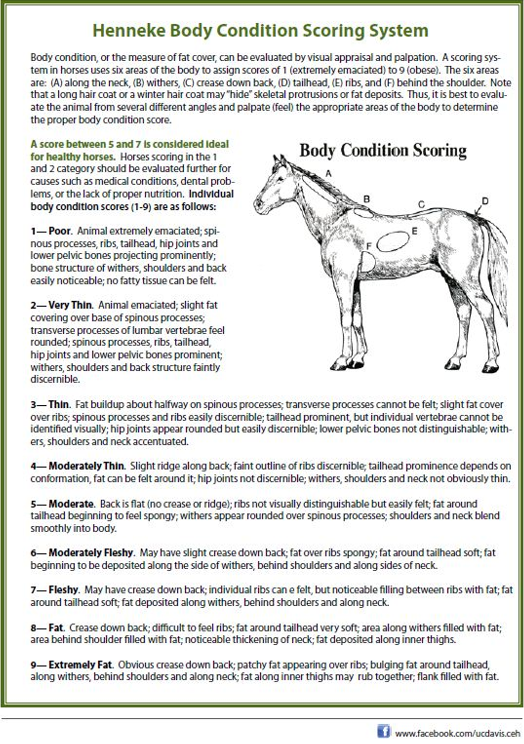 Henneke Body Condition Scoring System
Body condition, or the measure of fat cover, can be evaluated by visual appraisal and palpation. A scoring sys-
tem in horses uses six areas of the body to assign scores of 1 (extremely emaciated) to 9 (obese). The six areas
are: (A) along the neck, (B) withers, (C) crease down back, (D) tailhead, (E) ribs, and (F) behind the shoulder. Note
that a long hair coat or a winter hair coat may "hide" skeletal protrusions or fat deposits. Thus, it is best to evalu-
ate the animal from several different angles and palpate (feel) the appropriate areas of the body to determine
the proper body condition score.
A score between 5 and 7 is considered ideal
for healthy horses. Horses scoring in the 1
and 2 category should be evaluated further for
causes such as medical conditions, dental prob-
lems, or the lack of proper nutrition. Individual
body condition scores (1-9) are as follows:
Body Condition Scoring
A
B
C
D
E
F
1— Poor. Animal extremely emaciated; spi-
nous processes, ribs, tailhead, hip joints and
lower pelvic bones projecting prominently;
bone structure of withers, shoulders and back
easily noticeable; no fatty tissue can be felt.
2— Very Thin. Animal emaciated; slight fat
covering over base of spinous processes;
transverse processes of lumbar vertebrae feel
rounded; spinous processes, ribs, tailhead,
hip joints and lower pelvic bones prominent;
withers, shoulders and back structure faintly
discernible.
3— Thin. Fat buildup about halfway on spinous processes; transverse processes cannot be felt; slight fat cover
over ribs; spinous processes and ribs easily discernible; tailhead prominent, but individual vertebrae cannot be
identified visually; hip joints appear rounded but easily discernible; lower pelvic bones not distinguishable; with-
ers, shoulders and neck accentuated.
4— Moderately Thin. Slight ridge along back; faint outline of ribs discernible; tailhead prominence depends on
conformation, fat can be felt around it; hip joints not discernible; withers, shoulders and neck not obviously thin.
5— Moderate. Back is flat (no crease or ridge); ribs not visually distinguishable but easily felt; fat around
tailhead beginning to feel spongy; withers appear rounded over spinous processes; shoulders and neck blend
smoothly into body.
6— Moderately Fleshy. May have slight crease down back; fat over ribs spongy; fat around tailhead soft; fat
beginning to be deposited along the side of withers, behind shoulders and along sides of neck.
7— Fleshy. May have crease down back; individual ribs can e felt, but noticeable filling between ribs with fat; fat
around tailhead soft; fat deposited along withers, behind shoulders and along neck.
8— Fat. Crease down back; difficult to feel ribs; fat around tailhead very soft; area along withers filled with fat;
area behind shoulder filled with fat; noticeable thickening of neck; fat deposited along inner thighs.
9— Extremely Fat. Obvious crease down back; patchy fat appearing over ribs; bulging fat around tailhead,
along withers, behind shoulders and along neck; fat along inner thighs may rub together; flank filled with fat.
f www.facebook.com/ucdavis.ceh